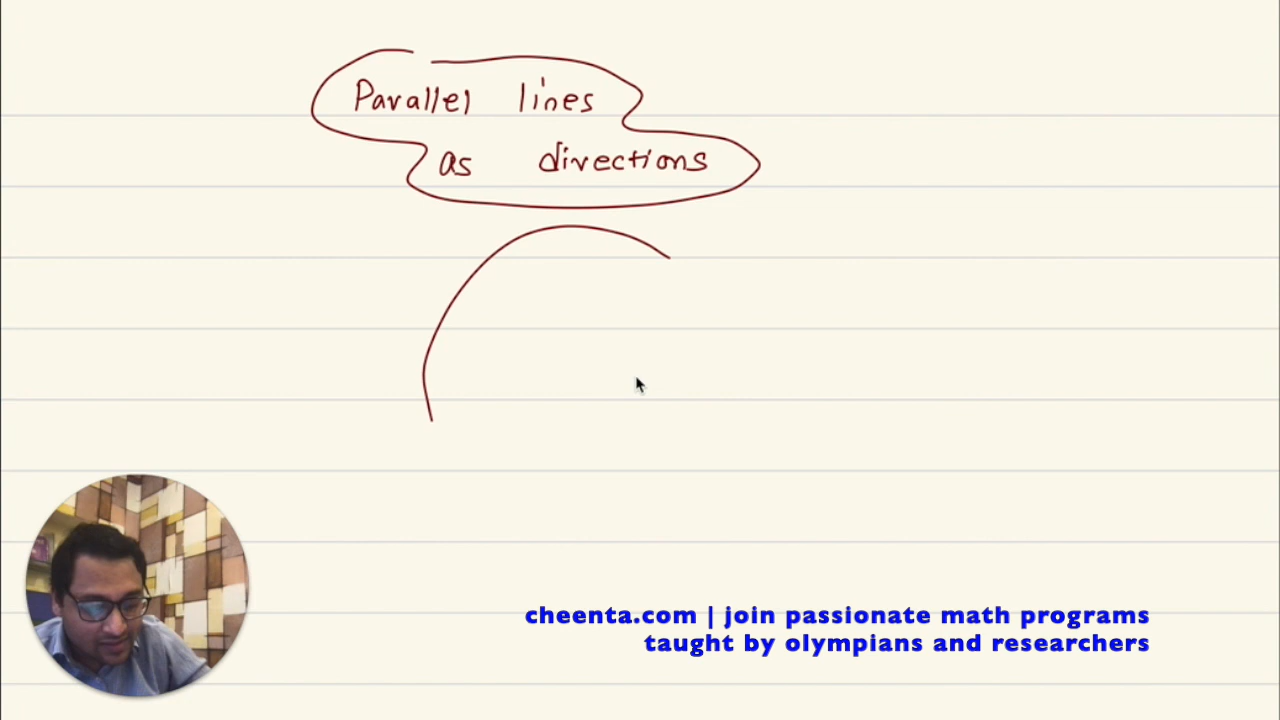 Parallel lines
as directions
cheenta.com | join passionate math programs
taught by olympians and researchers